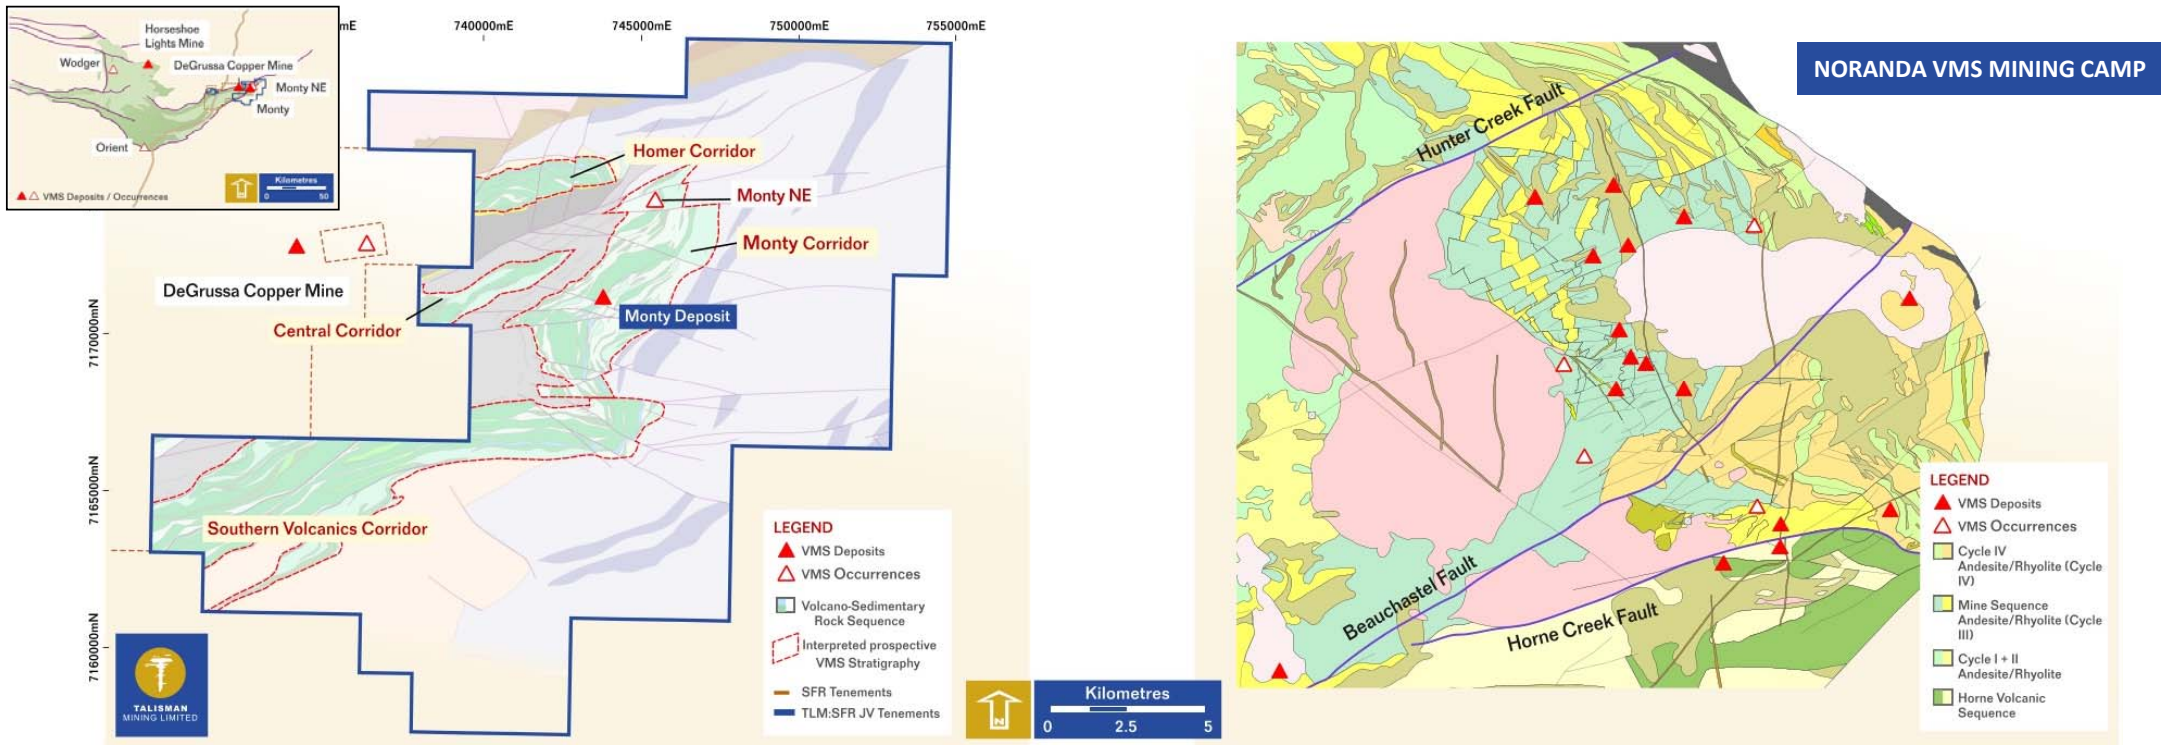 Horseshoe
Lights Mine
Wodger
DeGrussa Copper Mine
Monty NE
Monty
Orient
VMS Deposits / Occurrences
N
Kilometres
0 50
mE
740000mE
745000mE
750000mE
755000mE
7170000mN
7165000mN
7160000mN
Homer Corridor
Monty NE
Monty Corridor
DeGrussa Copper Mine
Central Corridor
Monty Deposit
Southern Volcanics Corridor
LEGEND
VMS Deposits
VMS Occurrences
Volcano-Sedimentary
Rock Sequence
Interpreted prospective
VMS Stratigraphy
SFR Tenements
TLM:SFR JV Tenements
TALISMAN
MINING LIMITED
N
Kilometres
0 2.5 5
NORANDA VMS MINING CAMP
Hunter Creek Fault
Beauchastel Fault
Horne Creek Fault
LEGEND
VMS Deposits
VMS Occurrences
Cycle IV
Andesite/Rhyolite (Cycle
IV)
Mine Sequence
Andesite/Rhyolite (Cycle
III)
Cycle I + II
Andesite/Rhyolite
Horne Volcanic
Sequence